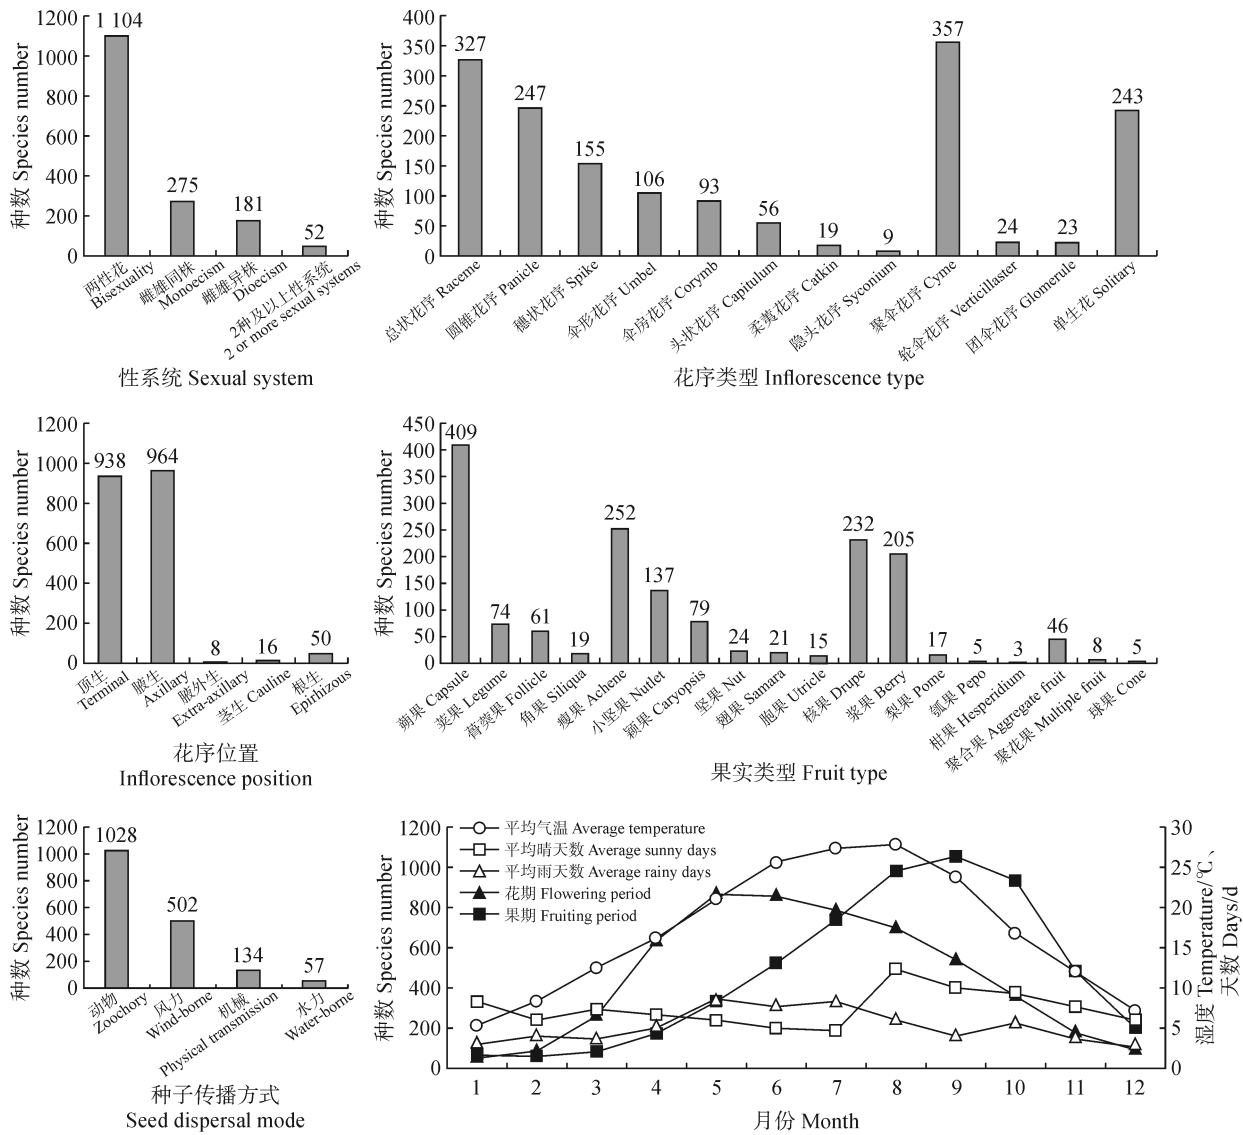 种数 Species number
1200
1000
800
600
400
200
0
1 104
275
181
52
两性花
Bisexuality
雌雄同株
Monoecism
雌雄异株
Dioecism
2种及以上性系统
2 or more sexual systems
性系统 Sexual system
种数 Species number
400
350
300
250
200
150
100
50
0
327
247
155
106
93
56
19
9
357
24
23
243
总状花序 Raceme
圆锥花序 Panicle
穗状花序 Spike
伞形花序 Umbel
伞房花序 Corymb
头状花序 Capitulum
柔荑花序 Catkin
隐头花序 Syconium
聚伞花序 Cyme
轮伞花序 Verticillaster
团伞花序 Glomerule
单生花 Solitary
花序类型 Inflorescence type
种数 Species number
1200
1000
800
600
400
200
0
938
964
8
16
50
顶生
Terminal
腋生
Axillary
腋外生
Extra-axillary
茎生 Cauline
根生
Epirhizous
花序位置
Inflorescence position
种数 Species number
450
400
350
300
250
200
150
100
50
0
409
74
61
19
252
137
79
24
21
15
232
205
17
5
3
46
8
5
蒴果 Capsule
荚果 Legume
蓇葖果 Follicle
角果 Siliqua
瘦果 Achene
小坚果 Nutlet
颖果 Caryopsis
坚果 Nut
翅果 Samara
胞果 Utricle
核果 Drupe
浆果 Berry
梨果 Pome
瓠果 Pepo
柑果 Hesperidium
聚合果 Aggregate fruit
聚花果 Multiple fruit
球果 Cone
果实类型 Fruit type
种数 Species number
1200
1000
800
600
400
200
0
1028
502
134
57
动物
Zoochory
风力
Wind-borne
机械
Physical transmission
水力
Water-borne
种子传播方式
Seed dispersal mode
种数 Species number
1200
1000
800
600
400
200
0
平均气温 Average temperature
平均晴天数 Average sunny days
平均雨天数 Average rainy days
花期 Flowering period
果期 Fruiting period
30
25
20
15
10
5
0
湿度 Temperature/℃、
天数 Days/d
1 2 3 4 5 6 7 8 9 10 11 12
月份 Month